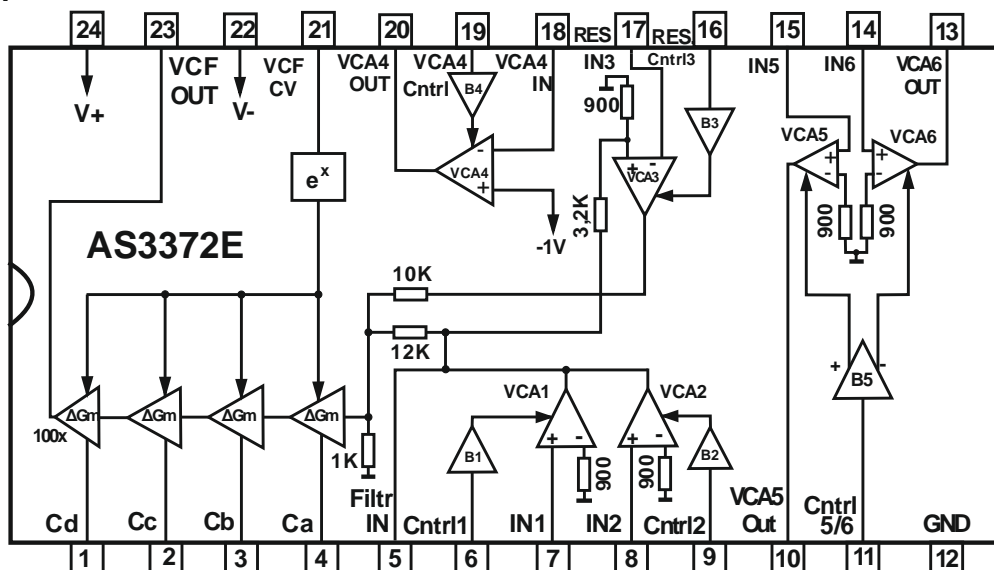 24 23 22 21 20 19 18 17 16 15 14 13
V+
VCF OUT
V-
VCF CV
VCA4 OUT
VCA4 Cntrl
B4
VCA4 IN
RES IN3
RES Cntrl3
IN5
IN6
VCA6 OUT
900
B3
VCA5
+
-
+
-
VCA6
e x
-
VCA4
+
+ -
VCA3
3,2K
900
900
-1V
AS3372E
10K
12K
+
-
B5
ΔGm
ΔGm
ΔGm
ΔGm
100x
1K
VCA1
VCA2
B1
+ -
900
+ -
900
B2
Cd
Cc
Cb
Ca
Filtr IN
Cntrl1
IN1
IN2
Cntrl2
VCA5 Out
Cntrl 5/6
GND
1 2 3 4 5 6 7 8 9 10 11 12